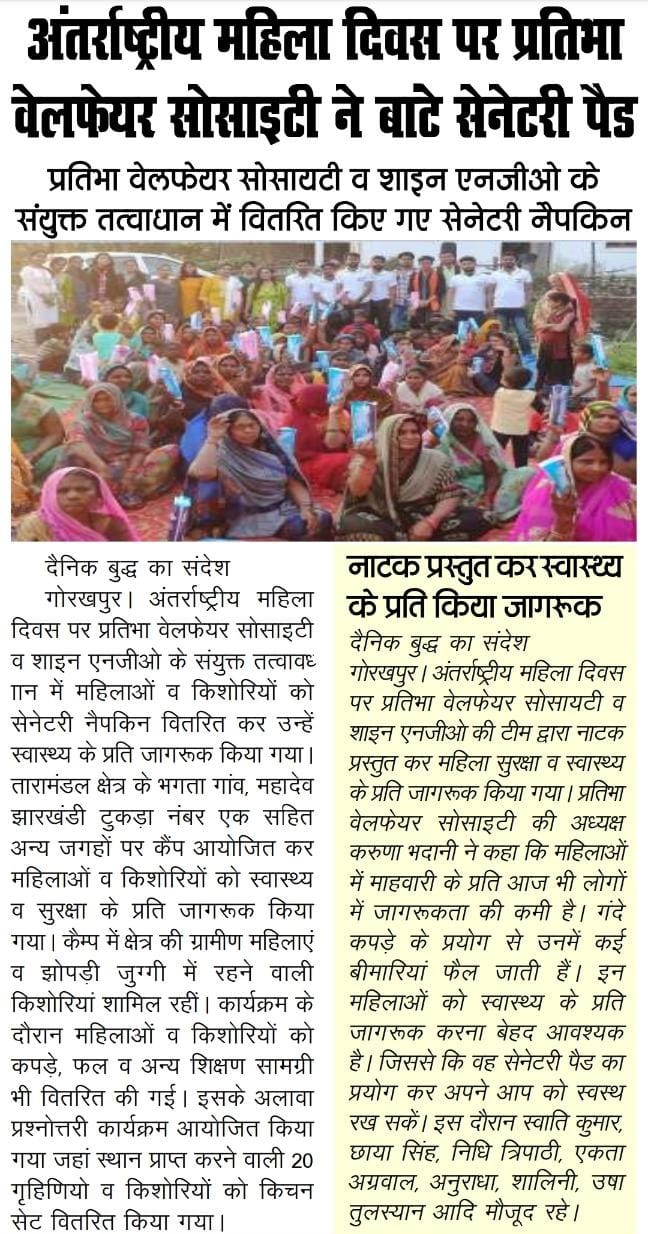 अंतर्राष्ट्रीय महिला दिवस पर प्रतिभा
वेलफेयर सोसाइटी ने बाटे सेनेटरी पैड
प्रतिभा वेलफेयर सोसायटी व शाइन एनजीओ के
संयुक्त तत्वाधान में वितरित किए गए सेनेटरी नैपकिन
दैनिक बुद्ध का संदेश
गोरखपुर। अंतर्राष्ट्रीय महिला
दिवस पर प्रतिभा वेलफेयर सोसाइटी
व शाइन एनजीओ के संयुक्त तत्वावध
ान में महिलाओं व किशोरियों को
सेनेटरी नैपकिन वितरित कर उन्हें
स्वास्थ्य के प्रति जागरूक किया गया।
तारामंडल क्षेत्र के भगता गांव, महादेव
झारखंडी टुकड़ा नंबर एक सहित
अन्य जगहों पर कैंप आयोजित कर
महिलाओं व किशोरियों को स्वास्थ्य
व सुरक्षा के प्रति जागरूक किया
गया। कैम्प में क्षेत्र की ग्रामीण महिलाएं
व झोपड़ी जुग्गी में रहने वाली
किशोरियां शामिल रहीं। कार्यक्रम के
दौरान महिलाओं व किशोरियों को
कपड़े, फल व अन्य शिक्षण सामग्री
भी वितरित की गई। इसके अलावा
प्रश्नोत्तरी कार्यक्रम आयोजित किया
गया जहां स्थान प्राप्त करने वाली 20
गृहिणियो व किशोरियों को किचन
सेट वितरित किया गया।
नाटक प्रस्तुत कर स्वास्थ्य
के प्रति किया जागरूक
दैनिक बुद्ध का संदेश
गोरखपुर। अंतर्राष्ट्रीय महिला दिवस
पर प्रतिभा वेलफेयर सोसायटी व
शाइन एनजीओ की टीम द्वारा नाटक
प्रस्तुत कर महिला सुरक्षा व स्वास्थ्य
के प्रति जागरूक किया गया। प्रतिभा
वेलफेयर सोसाइटी की अध्यक्ष
करुणा भदानी ने कहा कि महिलाओं
में माहवारी के प्रति आज भी लोगों
में जागरूकता की कमी है। गंदे
कपड़े के प्रयोग से उनमें कई
बीमारियां फैल जाती हैं। इन
महिलाओं को स्वास्थ्य के प्रति
जागरूक करना बेहद आवश्यक
है। जिससे कि वह सेनेटरी पैड का
प्रयोग कर अपने आप को स्वस्थ
रख सकें। इस दौरान स्वाति कुमार,
छाया सिंह, निधि त्रिपाठी, एकता
अग्रवाल, अनुराधा, शालिनी, उषा
तुलस्यान आदि मौजूद रहे।